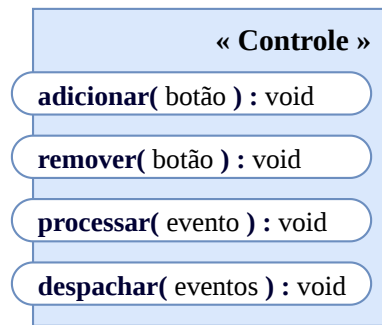 « Controle »
adicionar( botão ) : void
remover( botão ) : void
processar( evento ) : void
despachar( eventos ) : void